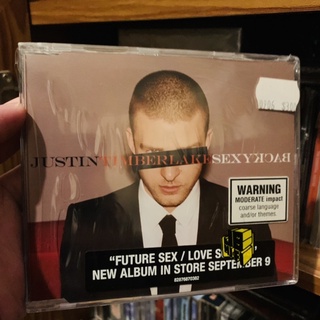 JUSTIN TIMBERLAKE SEXYBACK
WARNING
MODERATE impact
coarse language
and/or themes
"FUTURE SEX / LOVE S
NEW ALBUM IN STORE SEPTEMBER 9